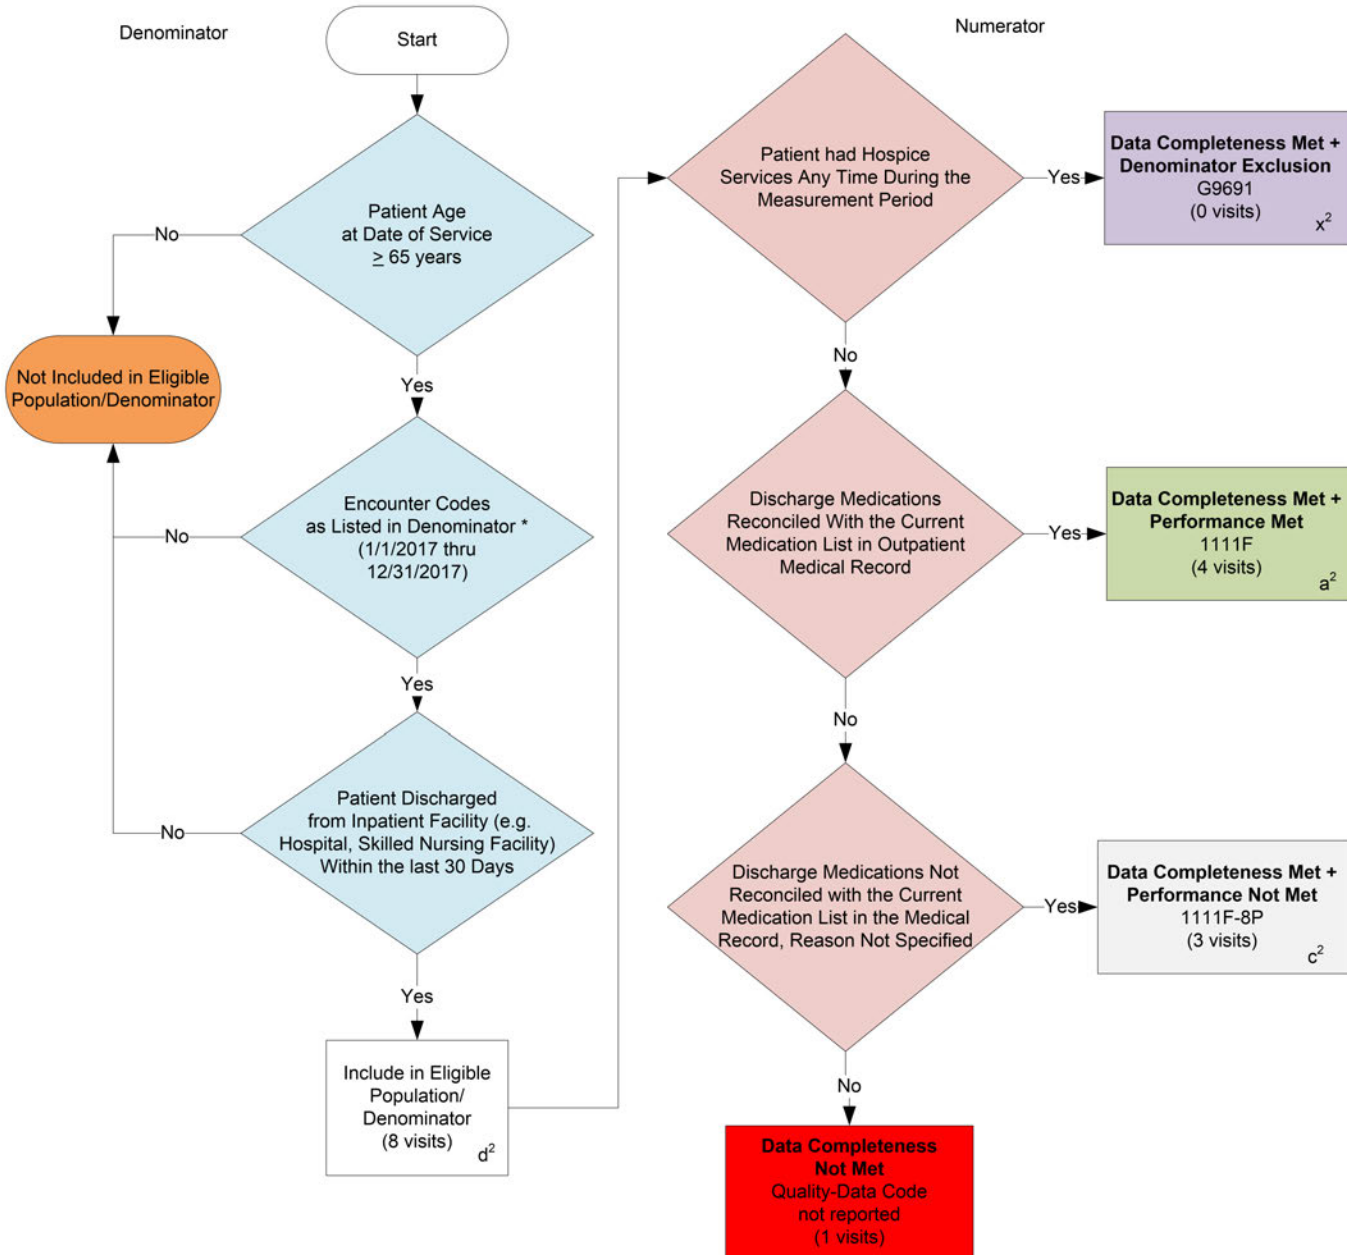 Denominator
Start
Patient Age
at Date of Service
≥ 65 years
No
Yes
Not Included in Eligible
Population/Denominator
Encounter Codes
as Listed in Denominator *
(1/1/2017 thru
12/31/2017)
No
Yes
Patient Discharged
from Inpatient Facility (e.g.
Hospital, Skilled Nursing Facility)
Within the last 30 Days
No
Yes
Include in Eligible
Population/
Denominator
(8 visits)
d²
Numerator
Patient had Hospice
Services Any Time During the
Measurement Period
Yes
Data Completeness Met +
Denominator Exclusion
G9691
(0 visits)
x²
No
Discharge Medications
Reconciled With the Current
Medication List in Outpatient
Medical Record
Yes
Data Completeness Met +
Performance Met
1111F
(4 visits)
a²
No
Discharge Medications Not
Reconciled with the Current
Medication List in the Medical
Record, Reason Not Specified
Yes
Data Completeness Met +
Performance Not Met
1111F-8P
(3 visits)
c²
No
Data Completeness
Not Met
Quality-Data Code
not reported
(1 visits)